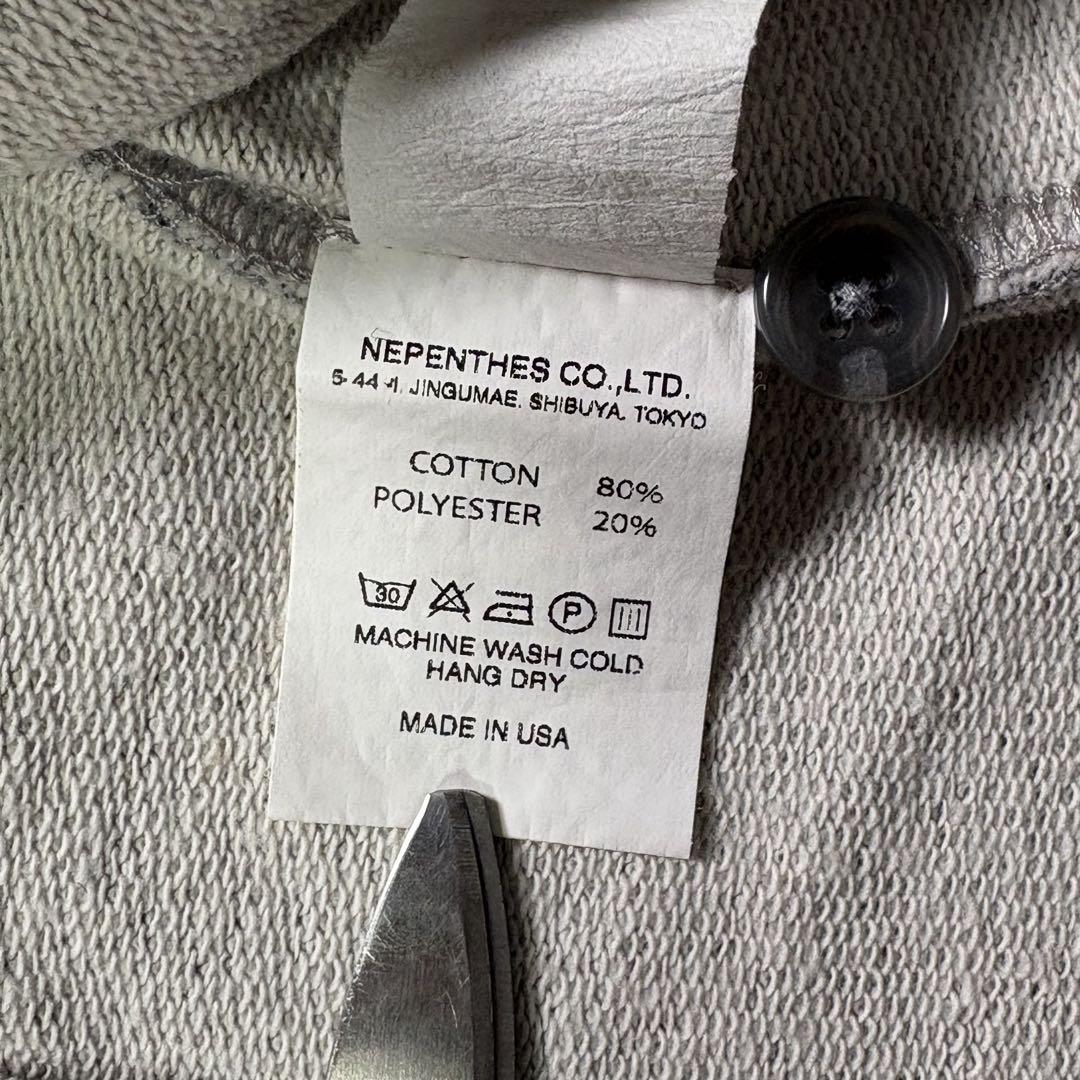 NEPENTHES CO.,LTD.
5-44-1, JINGUMAE. SHIBUYA. TOKYO
COTTON 80%
POLYESTER 20%
30 P
MACHINE WASH COLD
HANG DRY
MADE IN USA